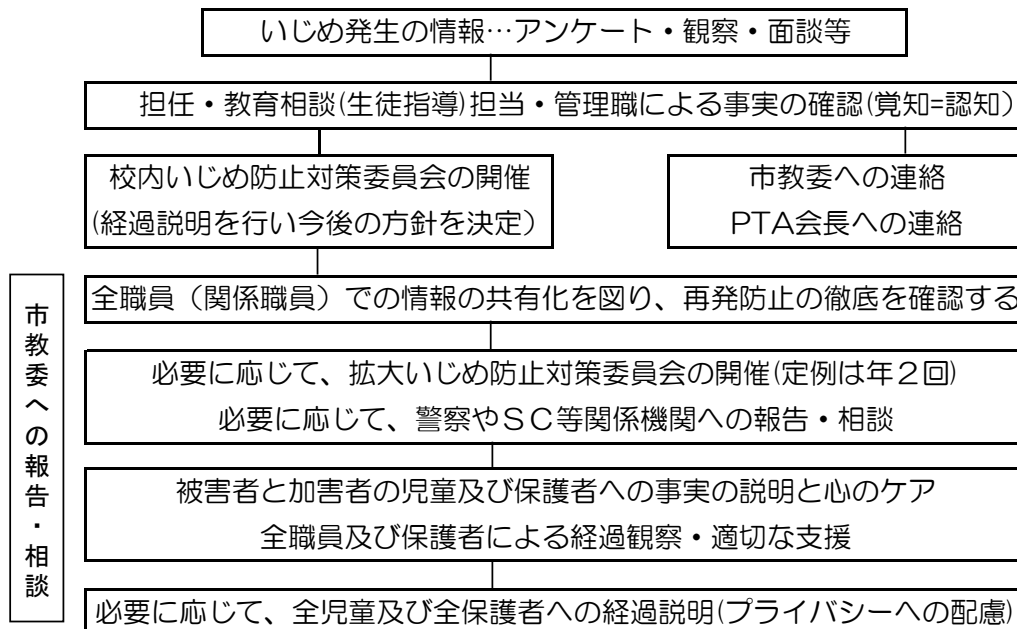 いじめ発生の情報…アンケート・観察・面談等
担任・教育相談(生徒指導)担当・管理職による事実の確認(覚知=認知）
校内いじめ防止対策委員会の開催
(経過説明を行い今後の方針を決定）
市教委への連絡
PTA会長への連絡
市教委への報告・相談
全職員（関係職員）での情報の共有化を図り、再発防止の徹底を確認する
必要に応じて、拡大いじめ防止対策委員会の開催(定例は年２回)
必要に応じて、警察やＳＣ等関係機関への報告・相談
被害者と加害者の児童及び保護者への事実の説明と心のケア
全職員及び保護者による経過観察・適切な支援
必要に応じて、全児童及び全保護者への経過説明(プライバシーへの配慮)